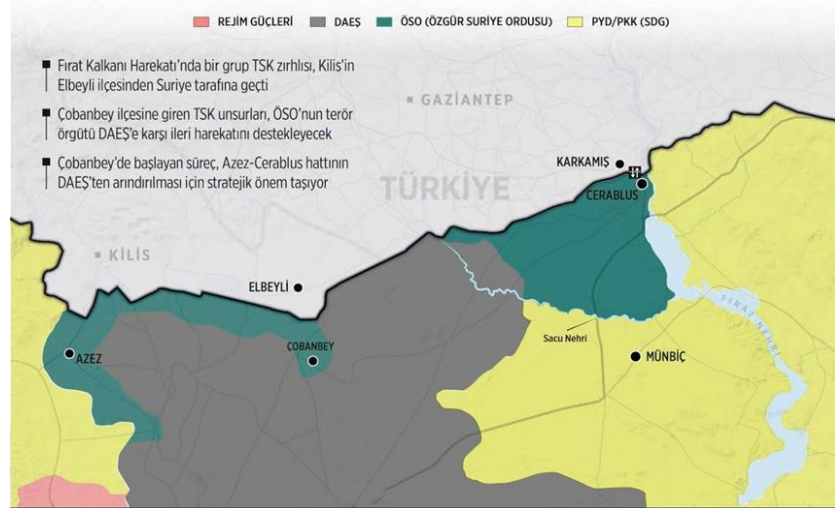 REJİM GÜÇLERİ
DAEŞ
ÖSO (ÖZGÜR SURİYE ORDUSU)
PYD/PKK (SDG)
Fırat Kalkanı Harekatı'nda bir grup TSK zırhlısı, Kilis'in
Elbeyli ilçesinden Suriye tarafına geçti
Çobanbey ilçesine giren TSK unsurları, ÖSO'nun terör
örgütü DAEŞ'e karşı ileri harekatını destekleyecek
Çobanbey'de başlayan süreç, Azez-Cerablus hattının
DAEŞ'ten arındırılması için stratejik önem taşıyor
GAZİANTEP
KARKAMIŞ
TÜRKİYE
CERABLUS
KİLİS
ELBEYLİ
FIRAT NEHRİ
Sacu Nehri
AZEZ
ÇOBANBEY
MÜNBİÇ